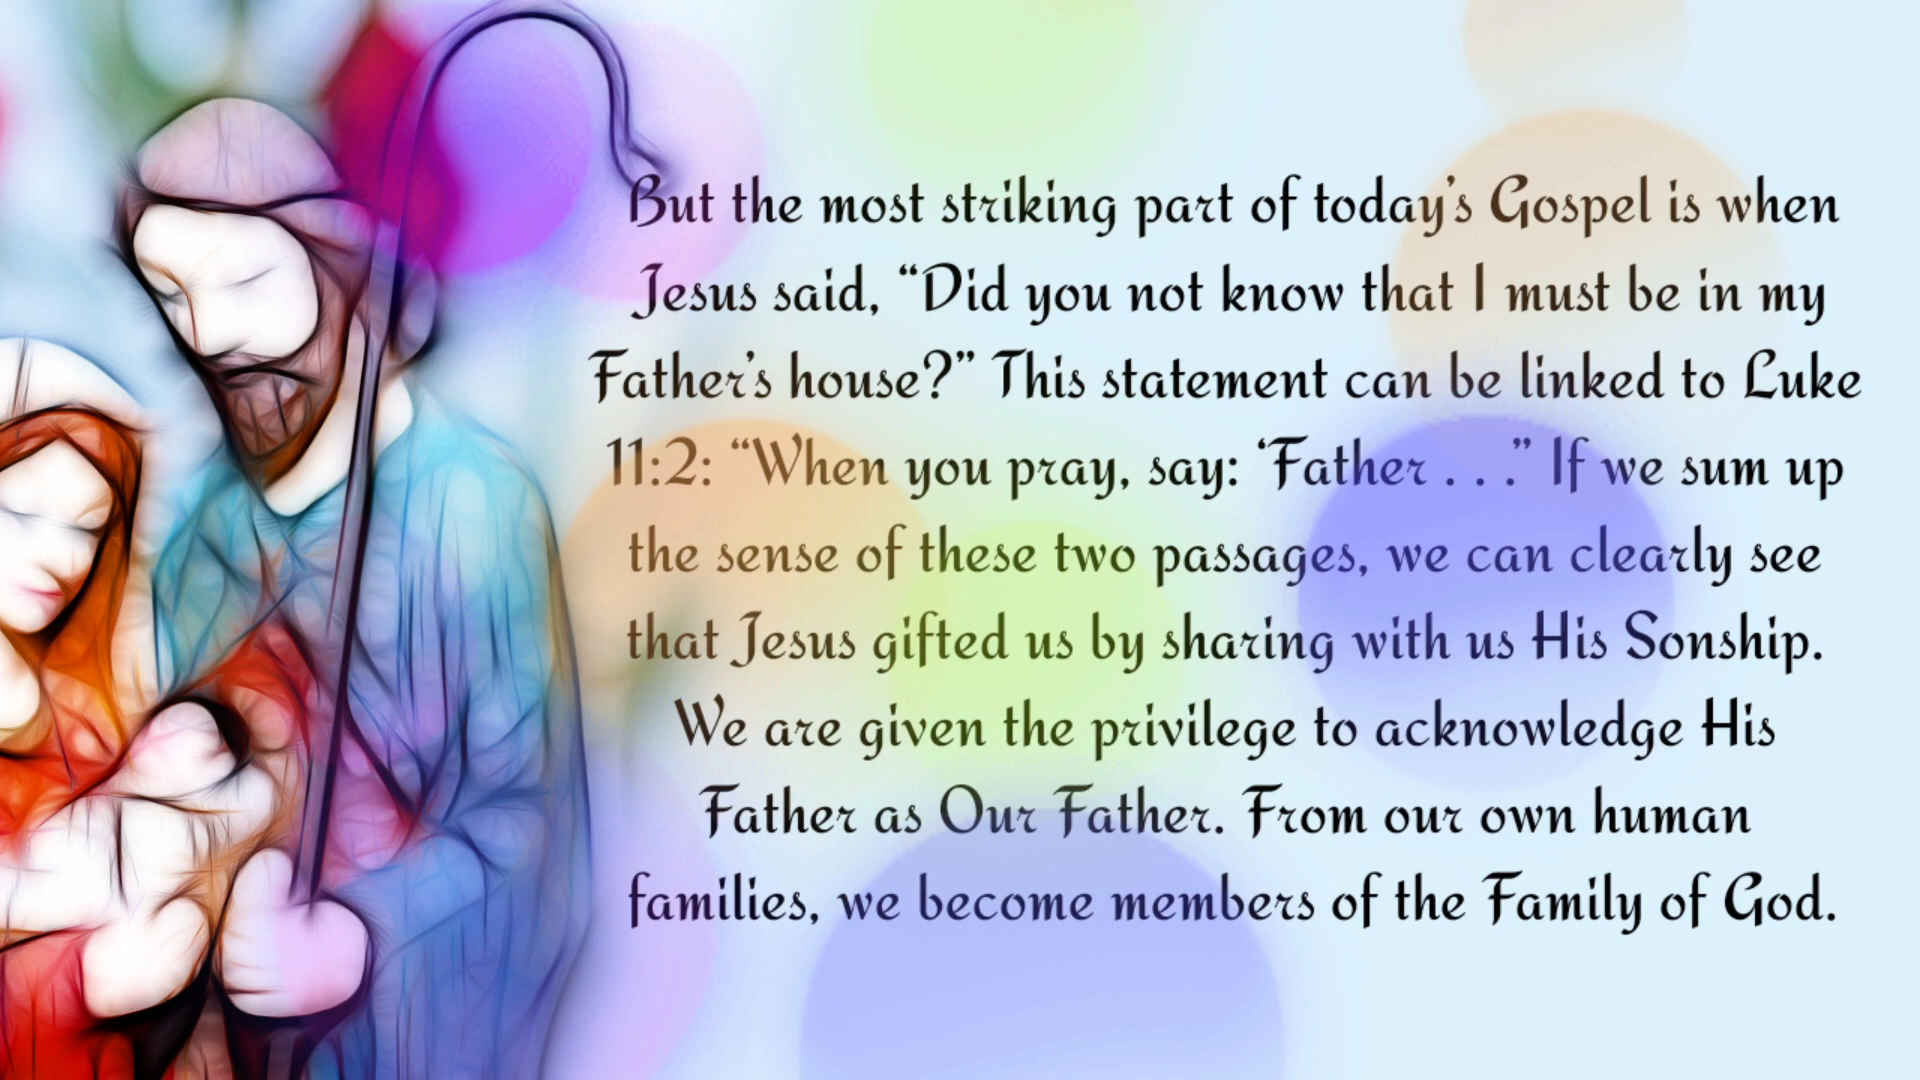 But the most striking part of today’s Gospel is when
Jesus said, “Did you not know that I must be in my
Father’s house?” This statement can be linked to Luke
11:2: “When you pray, say: ‘Father . . .” If we sum up
the sense of these two passages, we can clearly see
that Jesus gifted us by sharing with us His Sonship.
We are given the privilege to acknowledge His
Father as Our Father. From our own human
families, we become members of the Family of God.